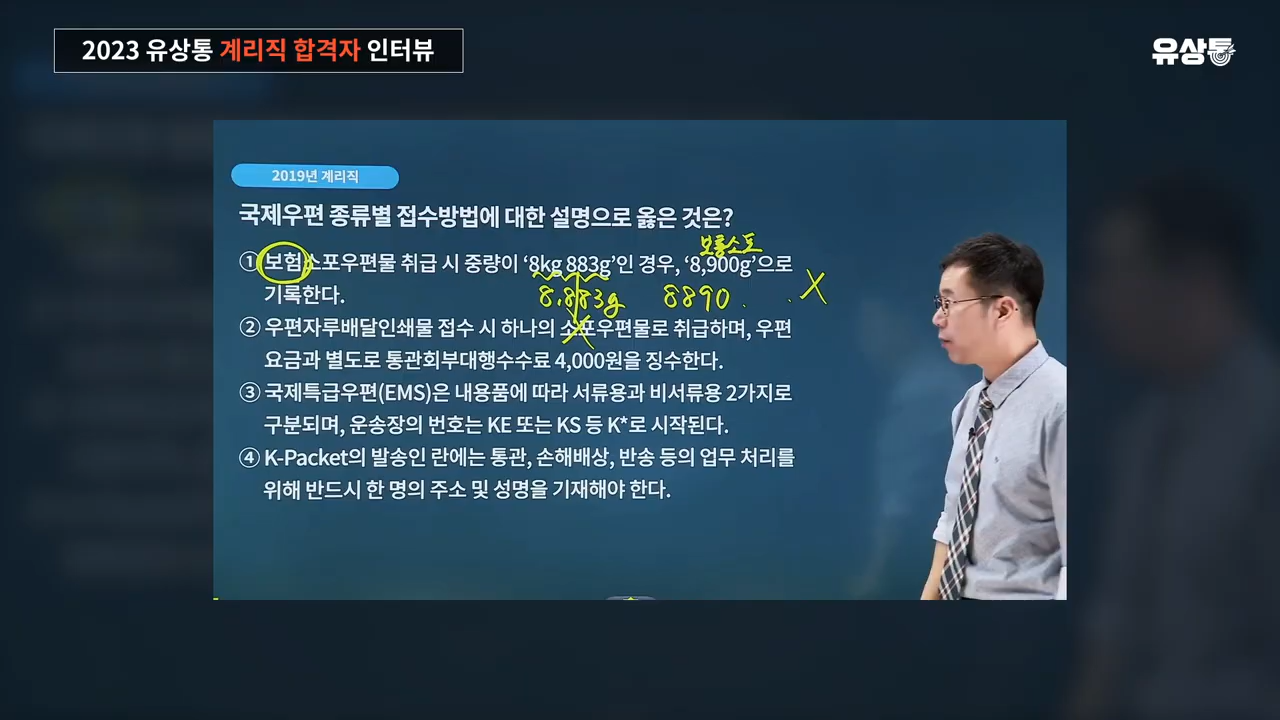 2023 유상통 계리직 합격자 인터뷰
유상통
2019년 계리직
국제우편 종류별 접수방법에 대한 설명으로 옳은 것은?
보통소포
① 보험소포우편물 취급 시 중량이 ‘8kg 883g’인 경우, ‘8,900g’으로
기록한다.
8.883g 8890. X
② 우편자루배달인쇄물 접수 시 하나의 소포우편물로 취급하며, 우편
요금과 별도로 통관회부대행수수료 4,000원을 징수한다.
③ 국제특급우편(EMS)은 내용품에 따라 서류용과 비서류용 2가지로
구분되며, 운송장의 번호는 KE 또는 KS 등 K*로 시작된다.
④ K-Packet의 발송인 란에는 통관, 손해배상, 반송 등의 업무 처리를
위해 반드시 한 명의 주소 및 성명을 기재해야 한다.